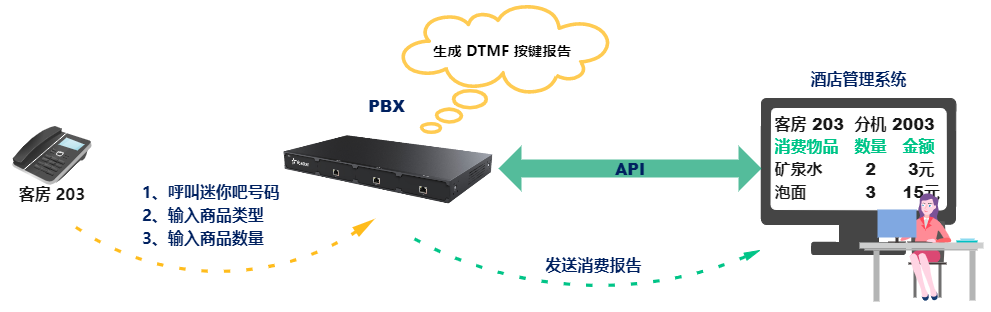 生成 DTMF 按键报告
PBX
酒店管理系统
客房 203 分机 2003
消费物品 数量 金额
矿泉水 2 3元
泡面 3 15元
API
客房 203
1、呼叫迷你吧号码
2、输入商品类型
3、输入商品数量
发送消费报告